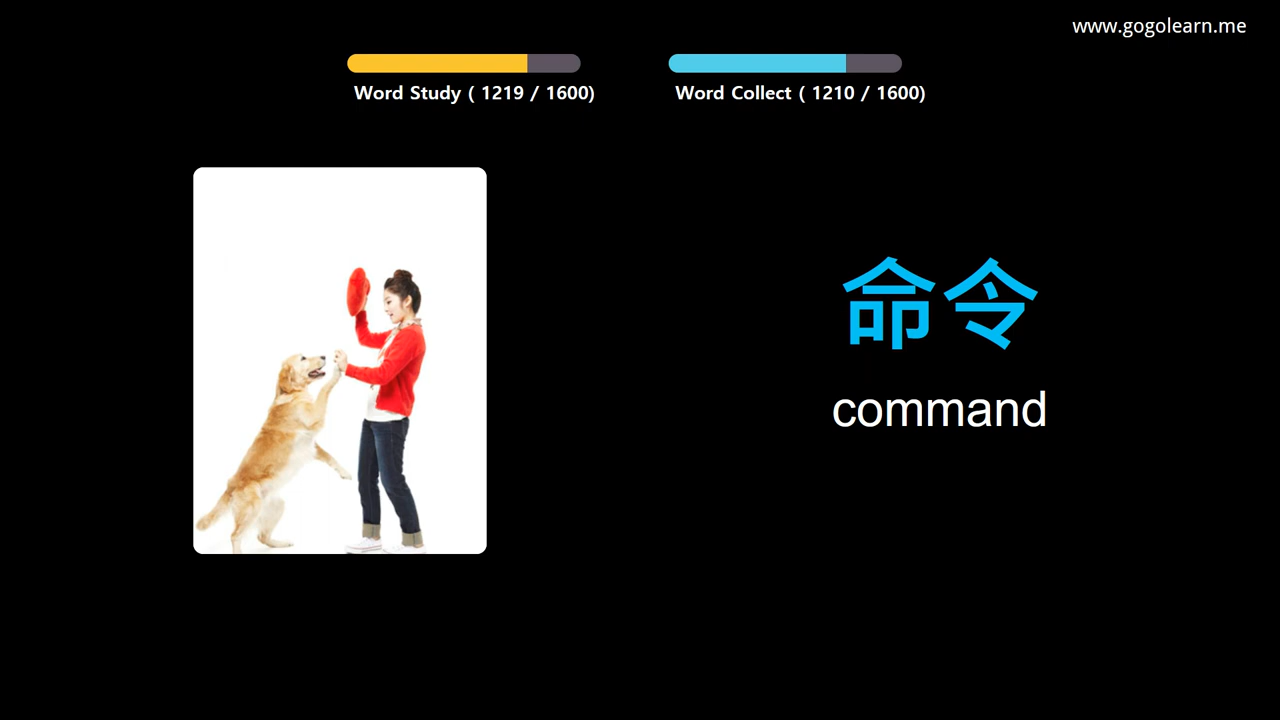 www.gogolearn.me
Word Study ( 1219 / 1600)
Word Collect ( 1210 / 1600)
命令
command